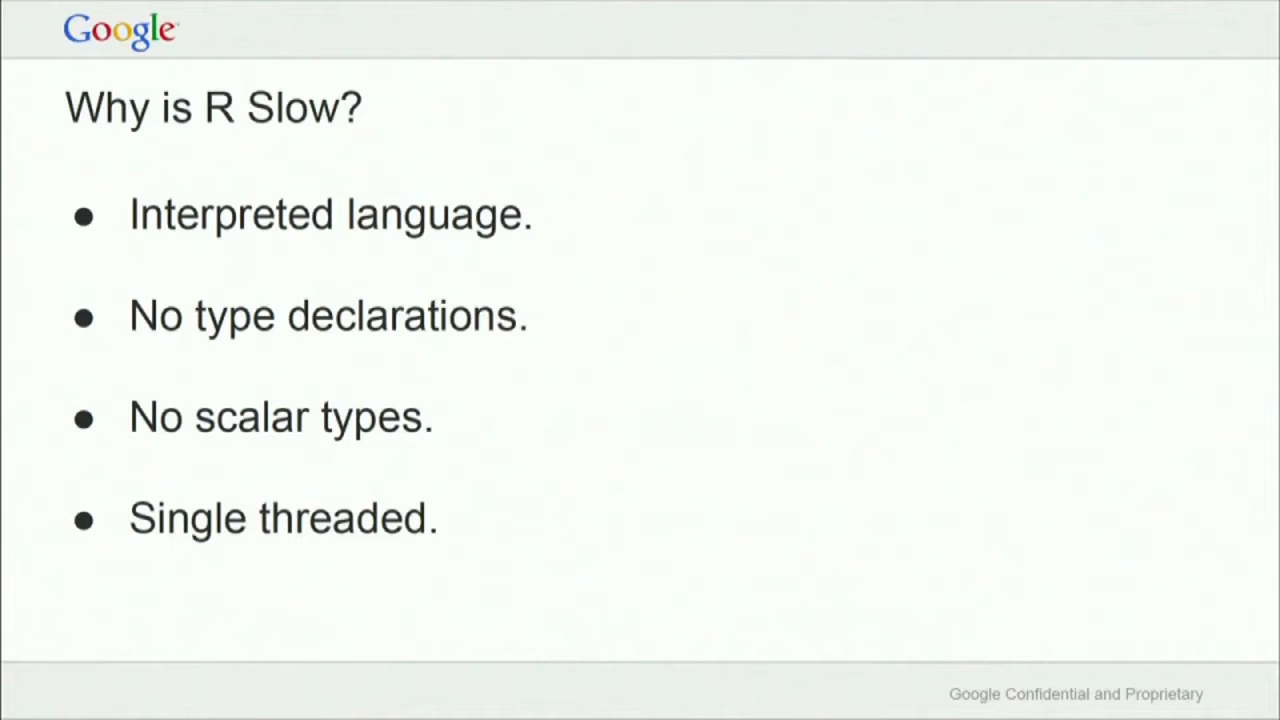 Google
Why is R Slow?
● Interpreted language.
● No type declarations.
● No scalar types.
● Single threaded.
Google Confidential and Proprietary